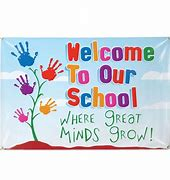 Welcome
To Our
School
WHERE GREAT
MINDS GROW!